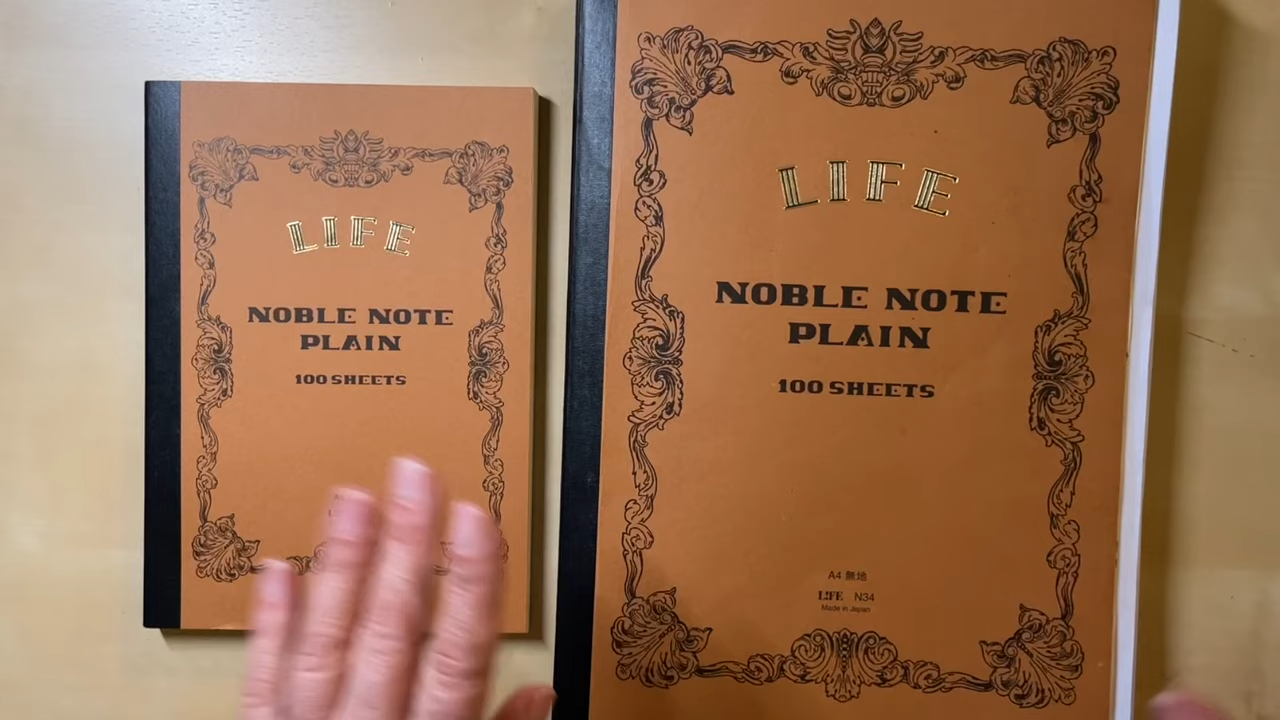 LIFE
NOBLE NOTE
PLAIN
100 SHEETS
LIFE
NOBLE NOTE
PLAIN
100 SHEETS
A4 無地
L!FE N34
Made in Japan